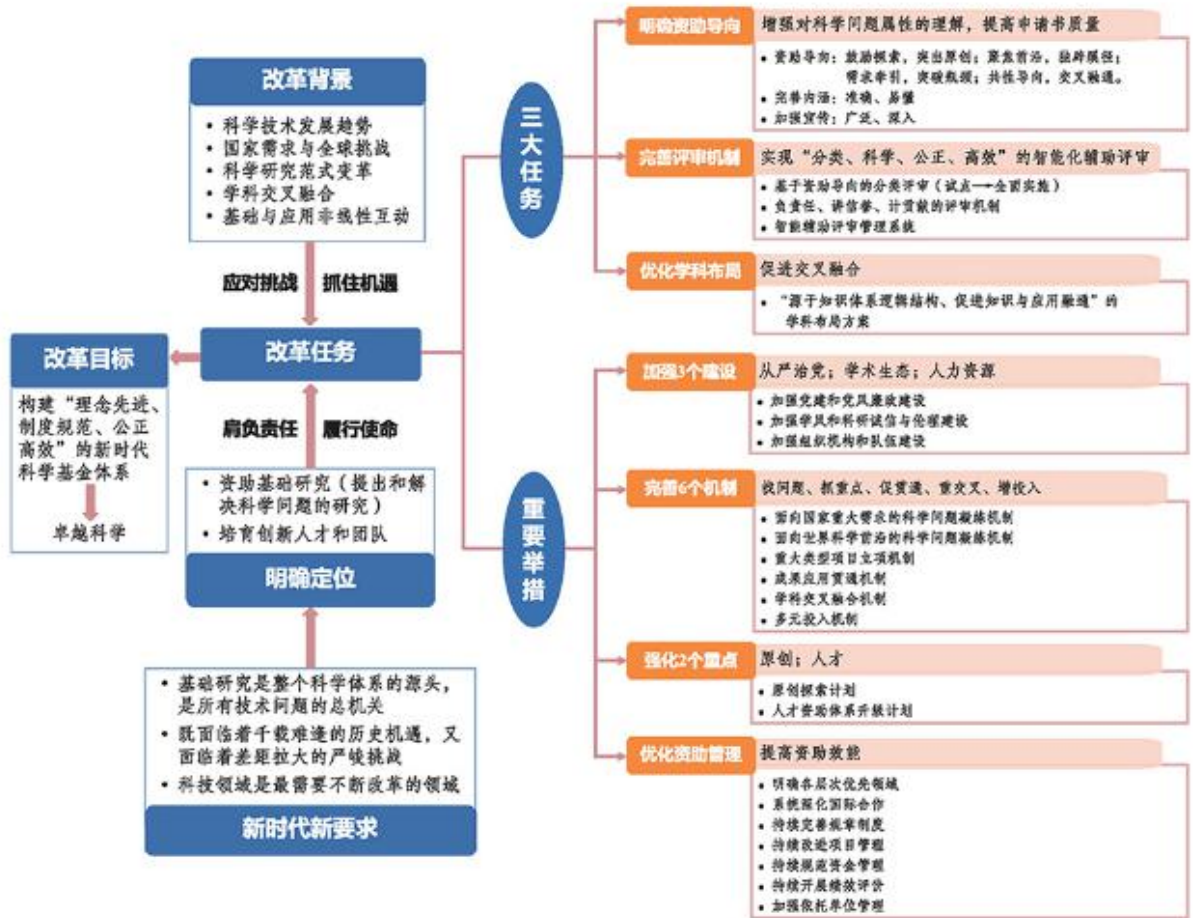 改革背景
• 科学技术发展趋势
• 国家需求与全球挑战
• 科学研究范式变革
• 学科交叉融合
• 基础与应用非线性互动
应对挑战 抓住机遇
改革任务
改革目标
构建“理念先进、
制度规范、公正
高效”的新时代
科学基金体系
卓越科学
肩负责任 履行使命
• 资助基础研究（提出和解
决科学问题的研究）
• 培育创新人才和团队
明确定位
• 基础研究是整个科学体系的源头，
是所有技术问题的总机关
• 既面临着千载难逢的历史机遇，又
面临着差距拉大的严峻挑战
• 科技领域是最需要不断改革的领域
新时代新要求
三大任务
明确资助导向
增强对科学问题属性的理解，提高申请书质量
• 资助导向：鼓励探索，突出原创；聚焦前沿，独辟蹊径；
需求牵引，突破瓶颈；共性导向，交叉融通。
• 完善内涵：准确、易懂
• 加强宣传：广泛、深入
完善评审机制
实现“分类、科学、公正、高效”的智能化辅助评审
• 基于资助导向的分类评审（试点→全面实施）
• 负责任、讲信誉、计贡献的评审机制
• 智能辅助评审管理系统
优化学科布局
促进交叉融合
• “源于知识体系逻辑结构、促进知识与应用融通”的
学科布局方案
重要举措
加强3个建设
从严治党；学术生态；人力资源
• 加强党建和党风廉政建设
• 加强学风和科研诚信与伦理建设
• 加强组织机构和队伍建设
完善6个机制
找问题、抓重点、促贯通、重交叉、增投入
• 面向国家重大需求的科学问题凝练机制
• 面向世界科学前沿的科学问题凝练机制
• 重大类型项目立项机制
• 成果应用贯通机制
• 学科交叉融合机制
• 多元投入机制
强化2个重点
原创；人才
• 原创探索计划
• 人才资助体系升级计划
优化资助管理
提高资助效能
• 明确各层次优先领域
• 系统强化国际合作
• 持续完善规章制度
• 持续改进项目管理
• 持续规范资金管理
• 持续开展绩效评价
• 加强依托单位管理